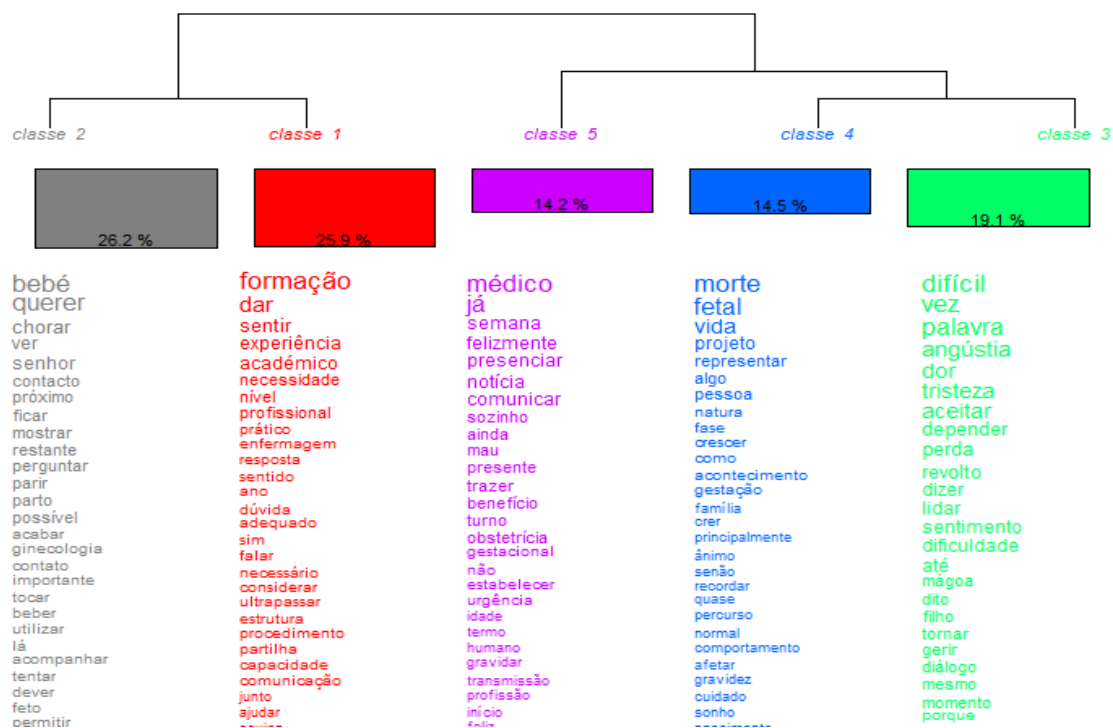 classe 2
classe 1
classe 5
classe 4
classe 3
26.2 %
25.9 %
14.2 %
14.5 %
19.1 %
bebé
querer
chorar
ver
senhor
contacto
próximo
ficar
mostrar
restante
perguntar
parir
parto
possível
acabar
ginecologia
contato
importante
tocar
beber
utilizar
lá
acompanhar
tentar
dever
feto
permitir
formação
dar
sentir
experiência
académico
necessidade
nível
profissional
prático
enfermagem
resposta
sentido
ano
dúvida
adequado
sim
falar
necessário
considerar
ultrapassar
estrutura
procedimento
partilha
capacidade
comunicação
junto
ajudar
médico
já
semana
felizmente
presenciar
notícia
comunicar
sozinho
ainda
mau
presente
trazer
benefício
turno
obstetrícia
gestacional
não
estabelecer
urgência
idade
termo
humano
gravidar
transmissão
profissão
início
feliz
morte
fetal
vida
projeto
representar
algo
pessoa
natura
fase
crescer
como
acontecimento
gestação
família
crer
principalmente
ânimo
senão
recordar
quase
percurso
normal
comportamento
afetar
gravidez
cuidado
sonho
difícil
vez
palavra
angústia
dor
tristeza
aceitar
depender
perda
revolto
dizer
lidar
sentimento
dificuldade
até
mágoa
dito
filho
tornar
gerir
diálogo
mesmo
momento
porque